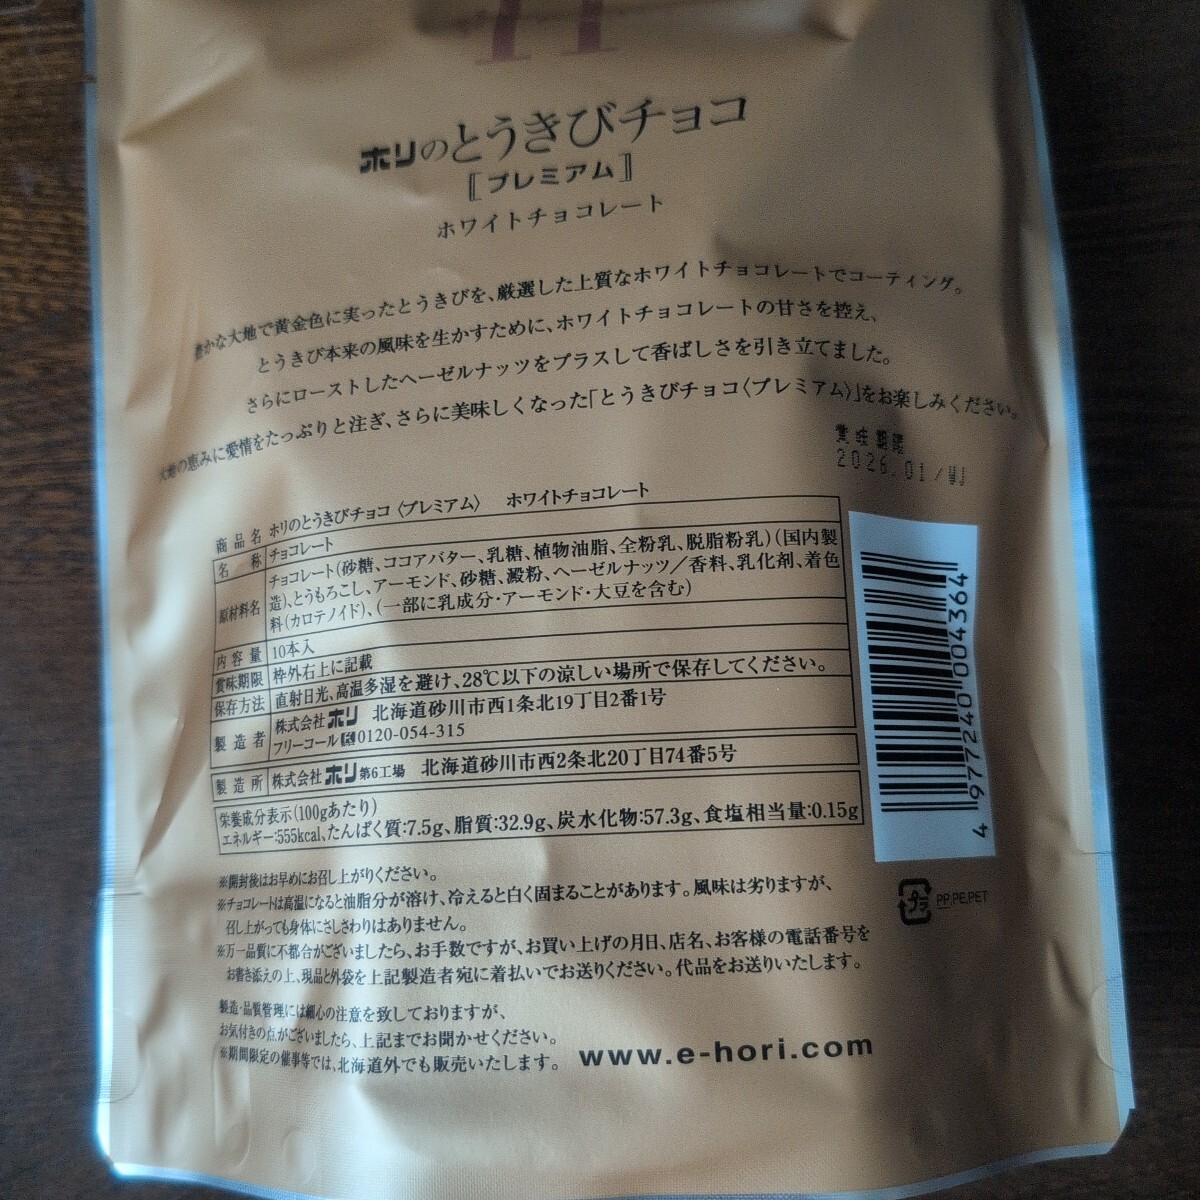 ホリのとうきびチョコ
〖プレミアム〗
ホワイトチョコレート
豊かな大地で黄金色に実ったとうきびを、厳選した上質なホワイトチョコレートでコーティング。
とうきび本来の風味を生かすために、ホワイトチョコレートの甘さを控え、
さらにローストしたヘーゼルナッツをプラスして香ばしさを引き立てました。
大地の恵みに愛情をたっぷりと注ぎ、さらに美味しくなった「とうきびチョコ〈プレミアム〉」をお楽しみください。
賞味期限
2026.01/WJ
商品名 ホリのとうきびチョコ〈プレミアム〉 ホワイトチョコレート
名称 チョコレート
原材料名 チョコレート(砂糖、ココアバター、乳糖、植物油脂、全粉乳、脱脂粉乳)(国内製
造)、とうもろこし、アーモンド、砂糖、澱粉、ヘーゼルナッツ/香料、乳化剤、着色
料(カロテノイド)、(一部に乳成分・アーモンド・大豆を含む)
内容量 10本入
賞味期限 枠外右上に記載
保存方法 直射日光、高温多湿を避け、28℃以下の涼しい場所で保存してください。
製造者 株式会社ホリ 北海道砂川市西1条北19丁目2番1号
フリーコール 0120-054-315
製造所 株式会社ホリ 第6工場 北海道砂川市西2条北20丁目74番5号
栄養成分表示(100gあたり)
エネルギー:555kcal、たんぱく質:7.5g、脂質:32.9g、炭水化物:57.3g、食塩相当量:0.15g
4 977240 004364
プラ PP,PE,PET
※開封後はお早めにお召し上がりください。
※チョコレートは高温になると油脂分が溶け、冷えると白く固まることがあります。風味は劣りますが、
召し上がっても身体にさしさわりはありません。
※万一品質に不都合がございましたら、お手数ですが、お買い上げの月日、店名、お客様の電話番号を
お書き添えの上、現品と外袋を上記製造者宛に着払いでお送りください。代品をお送りいたします。
製造・品質管理には細心の注意を致しておりますが、
お気付きの点がございましたら、上記までお聞かせください。
※期間限定の催事等では、北海道外でも販売いたします。
www.e-hori.com